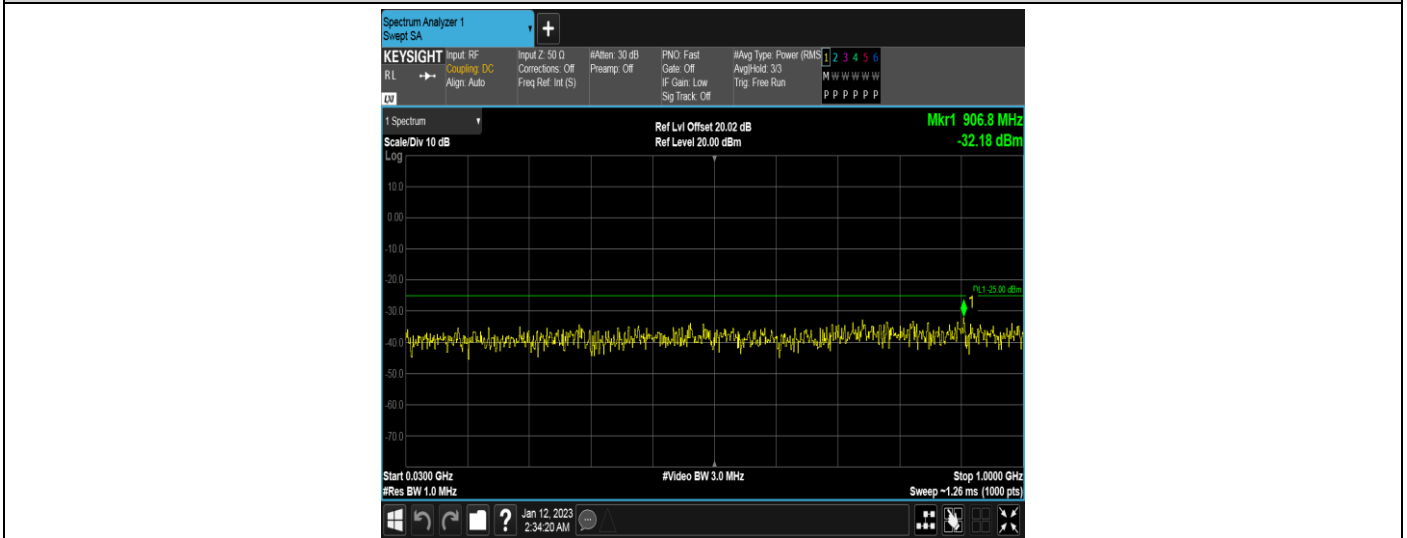 Spectrum Analyzer 1
Swept SA
+
KEYSIGHT
RL
LXI
Input: RF
Coupling: DC
Align: Auto
Input Z: 50 Ω
Corrections: Off
Freq Ref: Int (S)
#Atten: 30 dB
Preamp: Off
PNO: Fast
Gate: Off
IF Gain: Low
Sig Track: Off
#Avg Type: Power (RMS
Avg|Hold: 3/3
Trig: Free Run
1 2 3 4 5 6
M W W W W W
P P P P P P
1 Spectrum
Scale/Div 10 dB
Log
Ref Lvl Offset 20.02 dB
Ref Level 20.00 dBm
Mkr1 906.8 MHz
-32.18 dBm
10.0
0.00
-10.0
-20.0
DL1 -25.00 dBm
1
-30.0
-40.0
-50.0
-60.0
-70.0
Start 0.0300 GHz
#Res BW 1.0 MHz
#Video BW 3.0 MHz
Stop 1.0000 GHz
Sweep ~1.26 ms (1000 pts)
?
Jan 12, 2023
2:34:20 AM